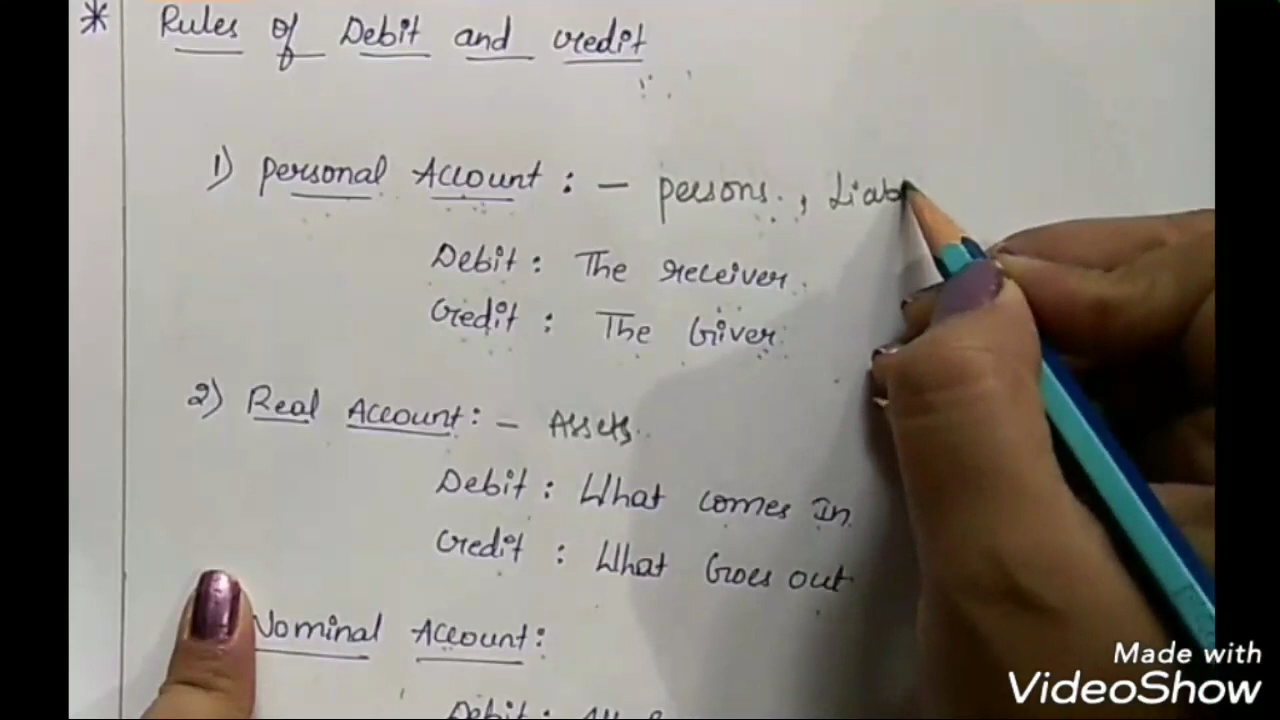 * Rules of Debit and credit
1) Personal Account : - persons. , Liab
Debit : The receiver.
Credit : The Giver.
2) Real Account : - Assets.
Debit : What comes In.
Credit : What Goes out
Nominal Account :
Debit :
Made with
VideoShow